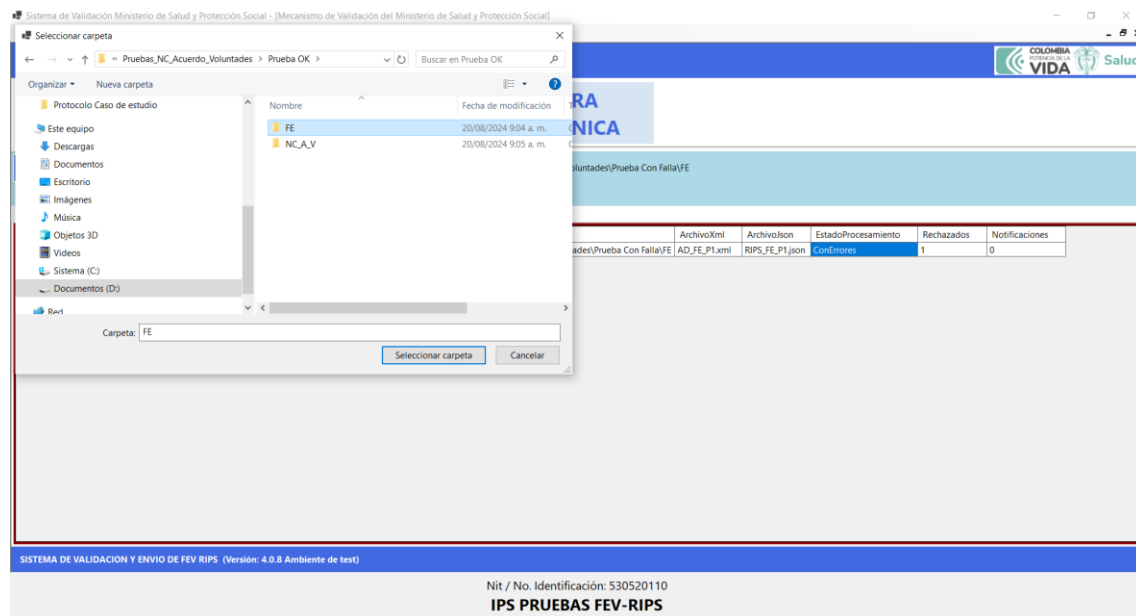 Sistema de Validación Ministerio de Salud y Protección Social - [Mecanismo de Validación del Ministerio de Salud y Protección Social]
Seleccionar carpeta
« Pruebas_NC_Acuerdo_Voluntades > Prueba OK >
Buscar en Prueba OK
COLOMBIA
POTENCIA DE LA
VIDA
Salud
Organizar
Nueva carpeta
Protocolo Caso de estudio
Este equipo
Descargas
Documentos
Escritorio
Imágenes
Música
Objetos 3D
Videos
Sistema (C:)
Documentos (D:)
Red
Nombre
Fecha de modificación
FE
20/08/2024 9:04 a. m.
NC_A_V
20/08/2024 9:05 a. m.
Carpeta: FE
Seleccionar carpeta
Cancelar
RA
NICA
oluntades\Prueba Con Falla\FE
ArchivoXml ArchivoJson EstadoProcesamiento Rechazados Notificaciones
ades\Prueba Con Falla\FE AD_FE_P1.xml RIPS_FE_P1.json ConErrores 1 0
SISTEMA DE VALIDACION Y ENVIO DE FEV RIPS (Versión: 4.0.8 Ambiente de test)
Nit / No. Identificación: 530520110
IPS PRUEBAS FEV-RIPS